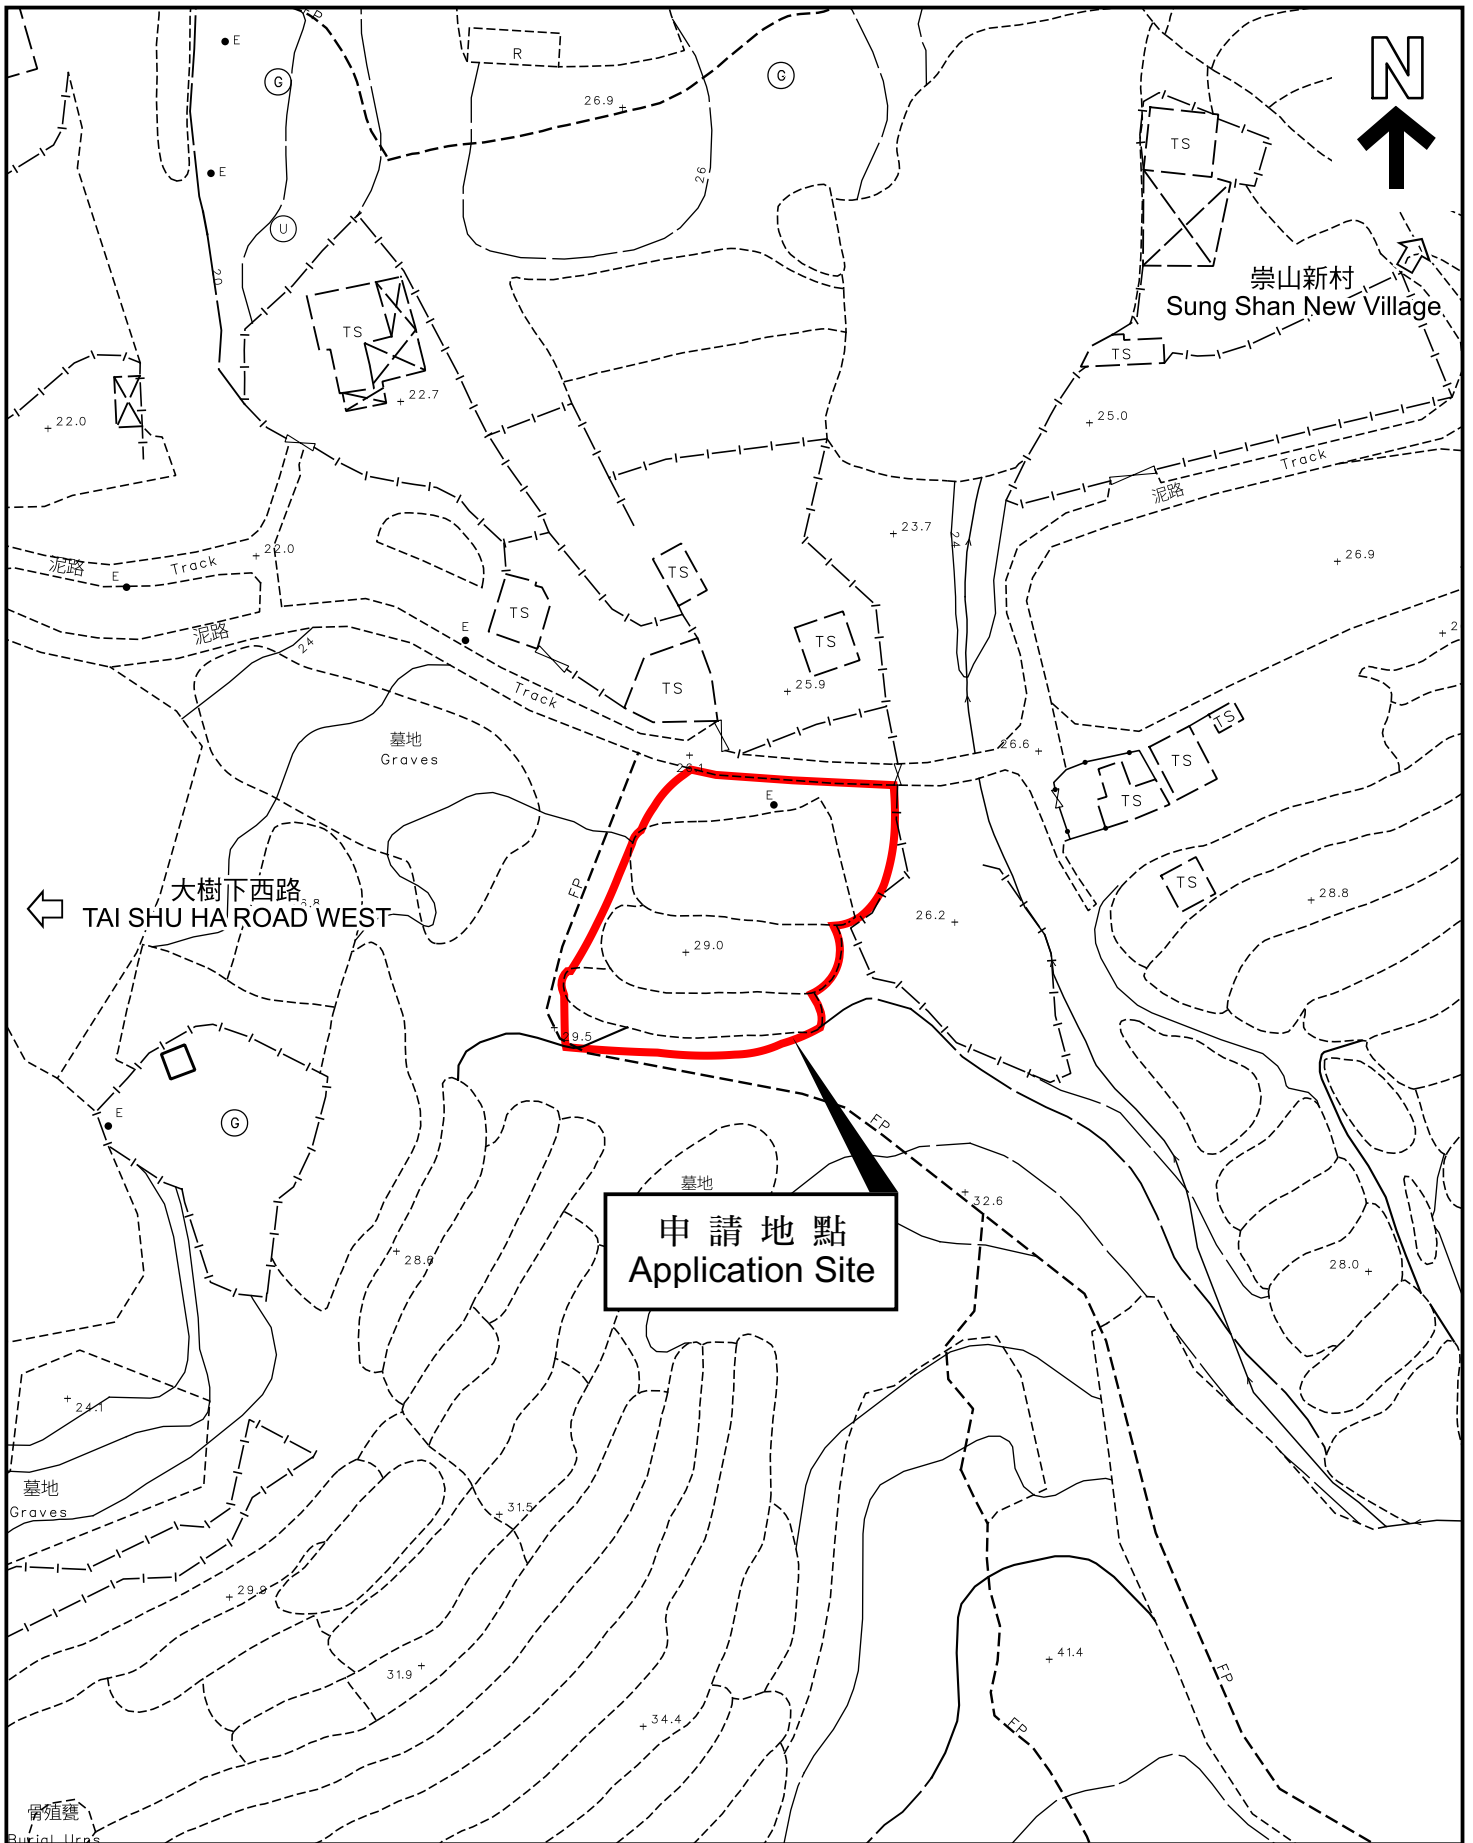 FP
E
G
R
26.9
G
N
E
TS
26
U
20
崇山新村
Sung Shan New Village
TS
TS
22.7
22.0
25.0
Track
泥路
23.7
24
22.0
26.9
泥路
E
Track
TS
TS
泥路
24
E
TS
TS
25.9
Track
墓地
Graves
26.6
TS
TS
TS
E
FP
TS
大樹下西路
TAI SHU HA ROAD WEST
28.8
26.2
29.0
29.5
E
G
FP
墓地
32.6
申請地點
Application Site
28.6
28.0
24.1
墓地
Graves
31.5
29.9
31.9
41.4
FP
34.4
FP
骨殖甕
Burial Urns